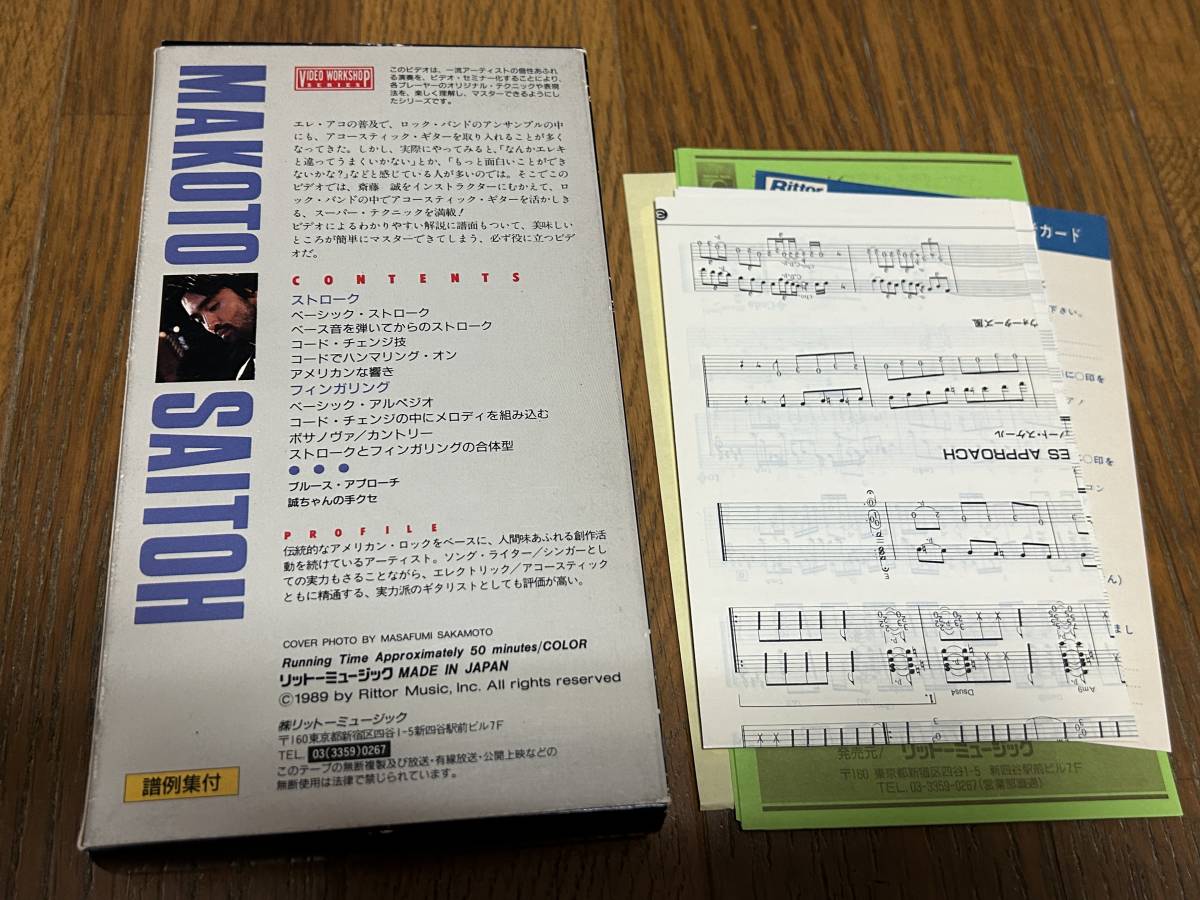 MAKOTO SAITOH
VIDEO WORKSHOP
SERIES
このビデオは、一流アーティストの個性あふれ
る演奏を、ビデオ・セミナー化することにより、
各プレーヤーのオリジナル・テクニックや表現
法を、楽しく理解し、マスターできるようにし
たシリーズです。
エレ・アコの普及で、ロック・バンドのアンサンブルの中
にも、アコースティック・ギターを取り入れることが多く
なってきた。しかし、実際にやってみると、「なんかエレキ
と違ってうまくいかない」とか、「もっと面白いことができ
ないかな?」などと感じている人が多いのでは。そこでこの
ビデオでは、斎藤 誠をインストラクターにむかえて、ロ
ック・バンドの中でアコースティック・ギターを活かしき
る、スーパー・テクニックを満載!
ビデオによるわかりやすい解説に譜面もついて、美味しい
ところが簡単にマスターできてしまう、必ず役に立つビデ
オだ。
CONTENTS
ストローク
ベーシック・ストローク
ベース音を弾いてからのストローク
コード・チェンジ技
コードでハンマリング・オン
アメリカンな響き
フィンガリング
ベーシック・アルペジオ
コード・チェンジの中にメロディを組み込む
ボサノヴァ/カントリー
ストロークとフィンガリングの合体型
●●●
ブルース・アプローチ
誠ちゃんの手クセ
PROFILE
伝統的なアメリカン・ロックをベースに、人間味あふれる創作活
動を続けているアーティスト。ソング・ライター/シンガーとし
ての実力もさることながら、エレクトリック/アコースティック
ともに精通する、実力派のギタリストとしても評価が高い。
COVER PHOTO BY MASAFUMI SAKAMOTO
Running Time Approximately 50 minutes/COLOR
リットーミュージック MADE IN JAPAN
©1989 by Rittor Music, Inc. All rights reserved
㈱リットーミュージック
〒160東京都新宿区四谷1-5新四谷駅前ビル7F
TEL. 03(3359)0267
このテープの無断複製及び放送・有線放送・公開上映などの
無断使用は法律で禁じられています。
譜例集付
Rittor
カード
ウォーターズ風
ノート・スケール
ES APPROACH
Dsus4
Am9
1.
発売元/リットーミュージック
〒160 東京都新宿区四谷1-5 新四谷駅前ビル7F
TEL.03-3359-0267(営業部直通)